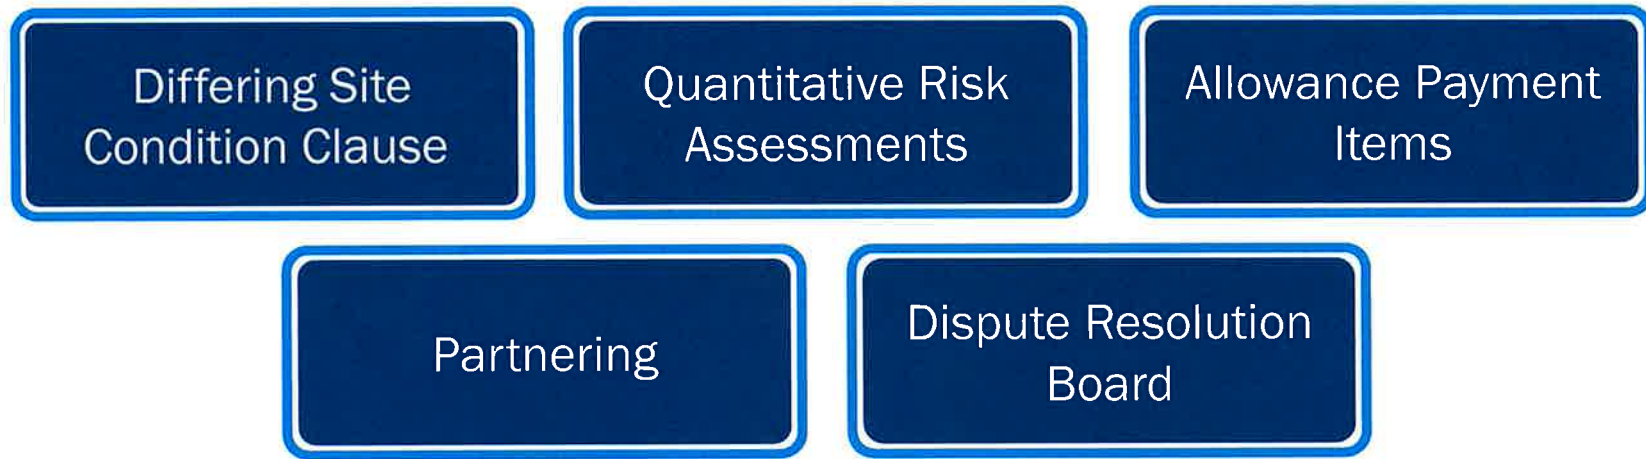 Differing Site
Condition Clause
Quantitative Risk
Assessments
Allowance Payment
Items
Partnering
Dispute Resolution
Board